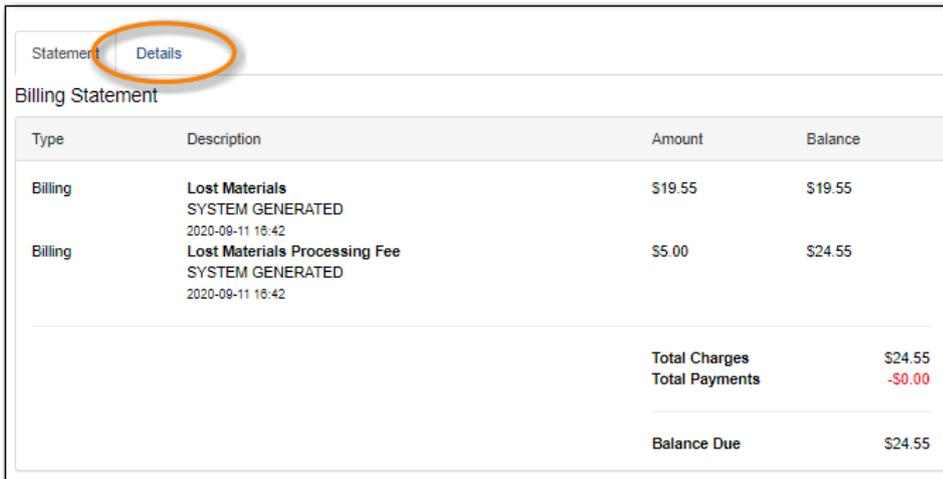 Statement Details
Billing Statement
Type Description Amount Balance
Billing Lost Materials $19.55 $19.55
SYSTEM GENERATED
2020-09-11 16:42
Billing Lost Materials Processing Fee $5.00 $24.55
SYSTEM GENERATED
2020-09-11 16:42
Total Charges $24.55
Total Payments -$0.00
Balance Due $24.55